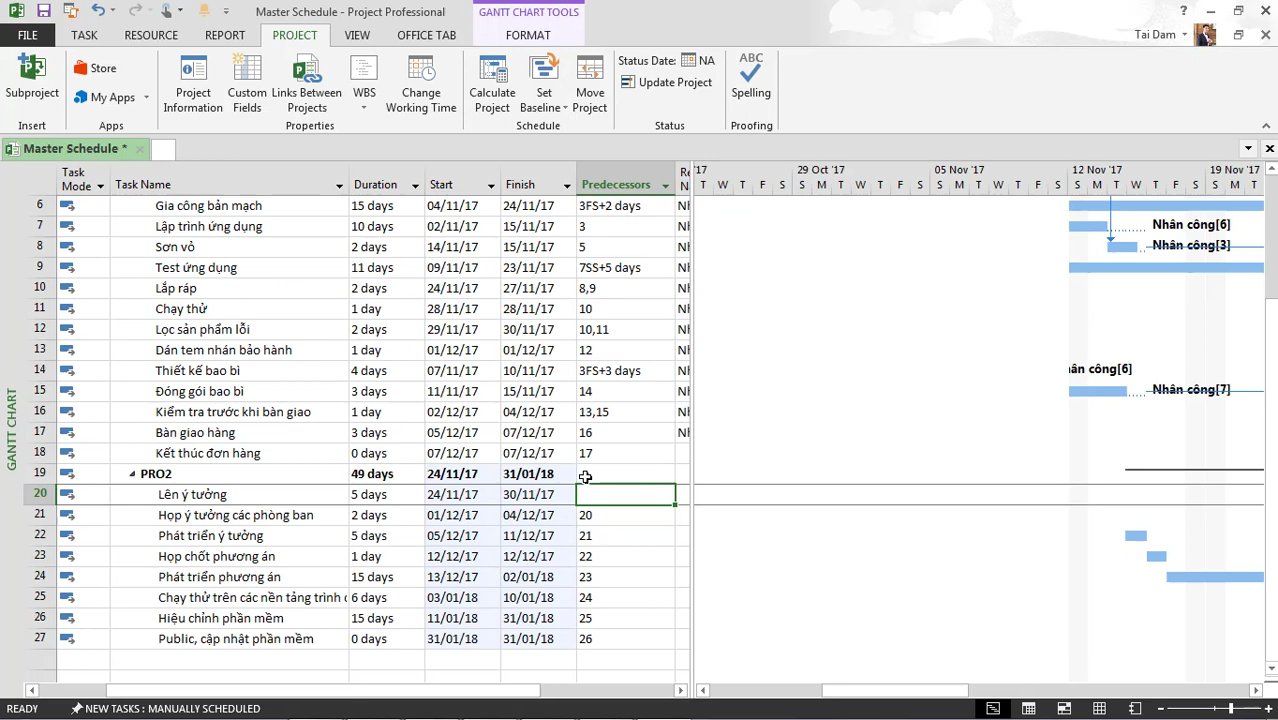 Master Schedule - Project Professional
GANTT CHART TOOLS
FILE TASK RESOURCE REPORT PROJECT VIEW OFFICE TAB FORMAT Tai Dam
Subproject
Insert
Store
My Apps
Apps
Project Information
Custom Fields
Links Between Projects
WBS
Change Working Time
Properties
Calculate Project
Set Baseline
Move Project
Schedule
Status Date: NA
Update Project
Status
ABC
Spelling
Proofing
Master Schedule *
GANTT CHART
Task Mode Task Name Duration Start Finish Predecessors
'17 29 Oct '17 05 Nov '17 12 Nov '17 19 Nov '17
T W T F S S M T W T F S S M T W T F S S M T W T F S S M T
6 Gia công bản mạch 15 days 04/11/17 24/11/17 3FS+2 days
7 Lập trình ứng dụng 10 days 02/11/17 15/11/17 3 Nhân công[6]
8 Sơn vỏ 2 days 14/11/17 15/11/17 5 Nhân công[3]
9 Test ứng dụng 11 days 09/11/17 23/11/17 7SS+5 days
10 Lắp ráp 2 days 24/11/17 27/11/17 8,9
11 Chạy thử 1 day 28/11/17 28/11/17 10
12 Lọc sản phẩm lỗi 2 days 29/11/17 30/11/17 10,11
13 Dán tem nhán bảo hành 1 day 01/12/17 01/12/17 12
14 Thiết kế bao bì 4 days 07/11/17 10/11/17 3FS+3 days hân công[6]
15 Đóng gói bao bì 3 days 11/11/17 15/11/17 14 Nhân công[7]
16 Kiểm tra trước khi bàn giao 1 day 02/12/17 04/12/17 13,15
17 Bàn giao hàng 3 days 05/12/17 07/12/17 16
18 Kết thúc đơn hàng 0 days 07/12/17 07/12/17 17
19 PRO2 49 days 24/11/17 31/01/18
20 Lên ý tưởng 5 days 24/11/17 30/11/17
21 Họp ý tưởng các phòng ban 2 days 01/12/17 04/12/17 20
22 Phát triển ý tưởng 5 days 05/12/17 11/12/17 21
23 Họp chốt phương án 1 day 12/12/17 12/12/17 22
24 Phát triển phương án 15 days 13/12/17 02/01/18 23
25 Chạy thử trên các nền tảng trình 6 days 03/01/18 10/01/18 24
26 Hiệu chỉnh phần mềm 15 days 11/01/18 31/01/18 25
27 Public, cập nhật phần mềm 0 days 31/01/18 31/01/18 26
READY NEW TASKS : MANUALLY SCHEDULED